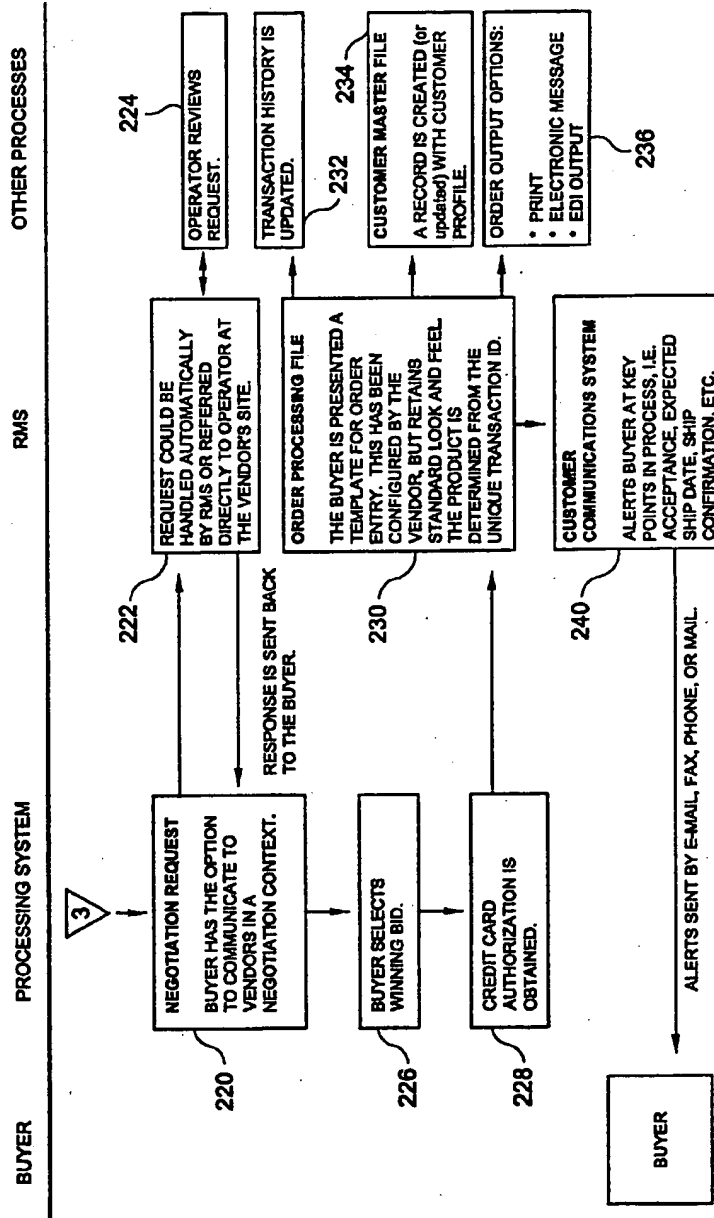 BUYER
PROCESSING SYSTEM
RMS
OTHER PROCESSES
3
NEGOTIATION REQUEST
BUYER HAS THE OPTION
TO COMMUNICATE TO
VENDORS IN A
NEGOTIATION CONTEXT.
220
REQUEST COULD BE
HANDLED AUTOMATICALLY
BY RMS OR REFERRED
DIRECTLY TO OPERATOR AT
THE VENDOR'S SITE.
222
OPERATOR REVIEWS
REQUEST.
224
RESPONSE IS SENT BACK
TO THE BUYER.
BUYER SELECTS
WINNING BID.
226
CREDIT CARD
AUTHORIZATION IS
OBTAINED.
228
ORDER PROCESSING FILE
THE BUYER IS PRESENTED A
TEMPLATE FOR ORDER
ENTRY. THIS HAS BEEN
CONFIGURED BY THE
VENDOR, BUT RETAINS
STANDARD LOOK AND FEEL.
THE PRODUCT IS
DETERMINED FROM THE
UNIQUE TRANSACTION ID.
230
TRANSACTION HISTORY IS
UPDATED.
232
CUSTOMER MASTER FILE
A RECORD IS CREATED (or
updated) WITH CUSTOMER
PROFILE.
234
ORDER OUTPUT OPTIONS:
* PRINT
* ELECTRONIC MESSAGE
* EDI OUTPUT
236
CUSTOMER
COMMUNICATIONS SYSTEM
ALERTS BUYER AT KEY
POINTS IN PROCESS, I.E.
ACCEPTANCE, EXPECTED
SHIP DATE, SHIP
CONFIRMATION, ETC.
240
ALERTS SENT BY E-MAIL, FAX, PHONE, OR MAIL.
BUYER